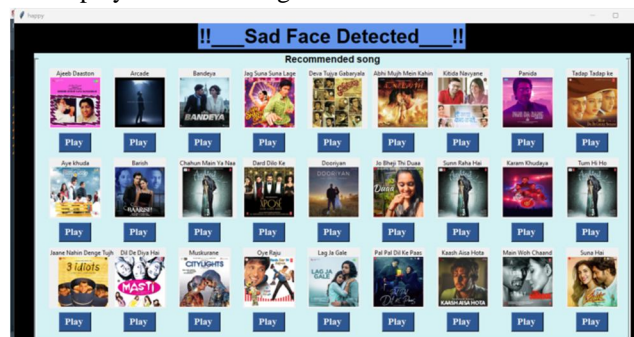 happy
!!___Sad Face Detected___!!
Recommended song
Ajeeb Daaston Arcade Bandeya Jag Suna Suna Lage Deva Tujya Gabaryala Abhi Mujh Mein Kahin Kitida Navyane Panida Tadap Tadap ke
BANDEYA
Play Play Play Play Play Play Play Play Play
Aye khuda Barish Chahun Main Ya Naa Dard Dilo Ke Dooriyan Jo Bheji Thi Duaa Sunn Raha Hai Karam Khudaya Tum Hi Ho
DOORIYAN
Play Play Play Play Play Play Play Play Play
Jaane Nahin Denge Tujh Dil De Diya Hai Muskurane Oye Raju Lag Ja Gale Pal Pal Dil Ke Paas Kaash Aisa Hota Main Woh Chaand Suna Hai
3 idiots MASTI CITYLIGHTS LAG JA GALE KAASH AISA HOTA
Play Play Play Play Play Play Play Play Play